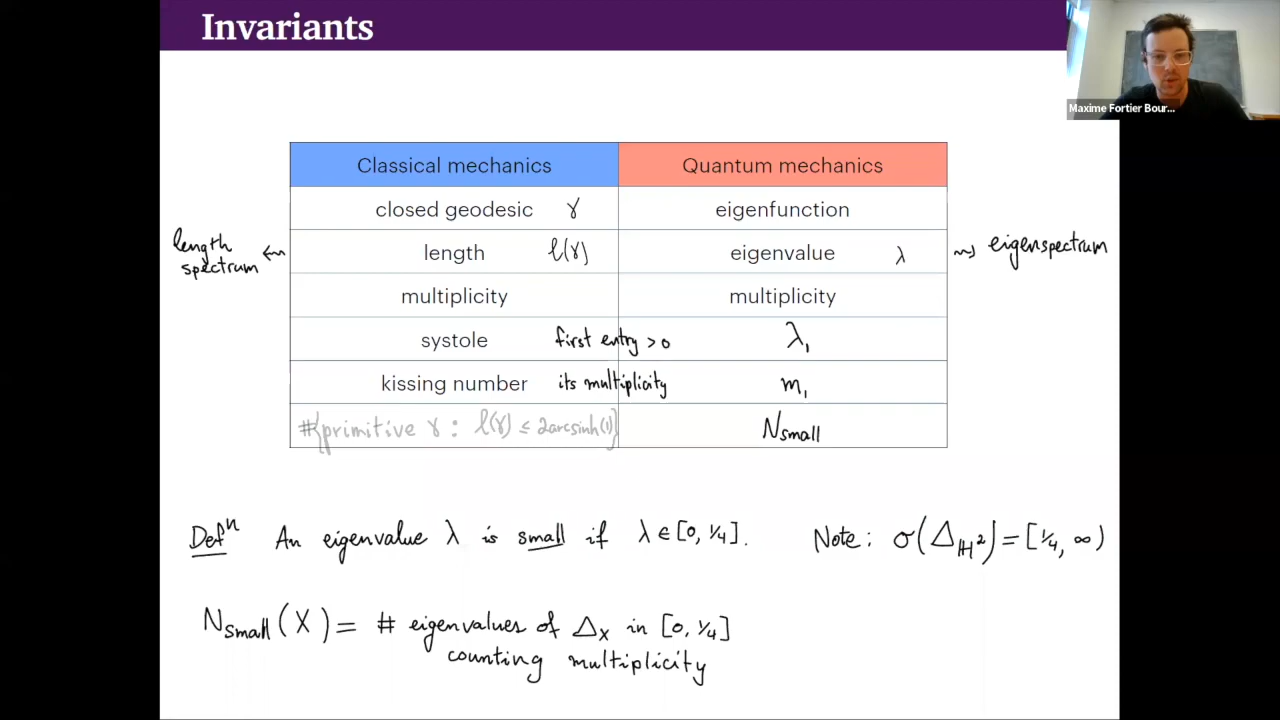 Invariants
Maxime Fortier Bour...
Classical mechanics Quantum mechanics
closed geodesic γ eigenfunction
length spectrum ← length ℓ(γ) eigenvalue λ → eigenspectrum
multiplicity multiplicity
systole first entry > 0 λ₁
kissing number its multiplicity m₁
#{primitive γ : ℓ(γ) ≤ 2arcsinh(1)} Nsmall
Defⁿ An eigenvalue λ is small if λ ∈ [0, 1/4]. Note: σ(Δ_ℍ²) = [1/4, ∞)
Nsmall(X) = # eigenvalues of Δ_X in [0, 1/4]
counting multiplicity